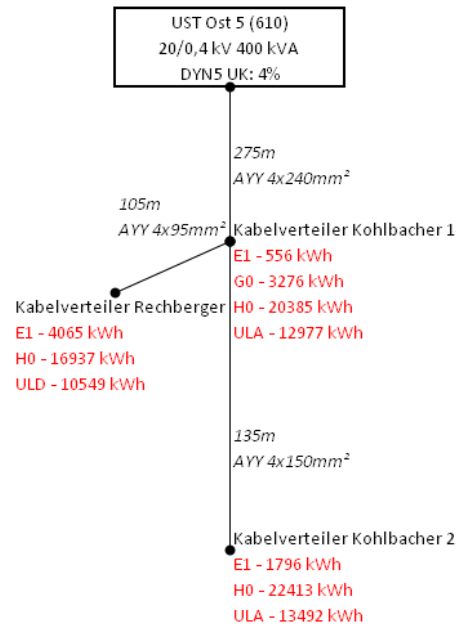 UST Ost 5 (610)
20/0,4 kV 400 kVA
DYN5 UK: 4%
275m
AYY 4x240mm²
105m
AYY 4x95mm²
Kabelverteiler Kohlbacher 1
E1 - 556 kWh
G0 - 3276 kWh
H0 - 20385 kWh
ULA - 12977 kWh
Kabelverteiler Rechberger
E1 - 4065 kWh
H0 - 16937 kWh
ULD - 10549 kWh
135m
AYY 4x150mm²
Kabelverteiler Kohlbacher 2
E1 - 1796 kWh
H0 - 22413 kWh
ULA - 13492 kWh